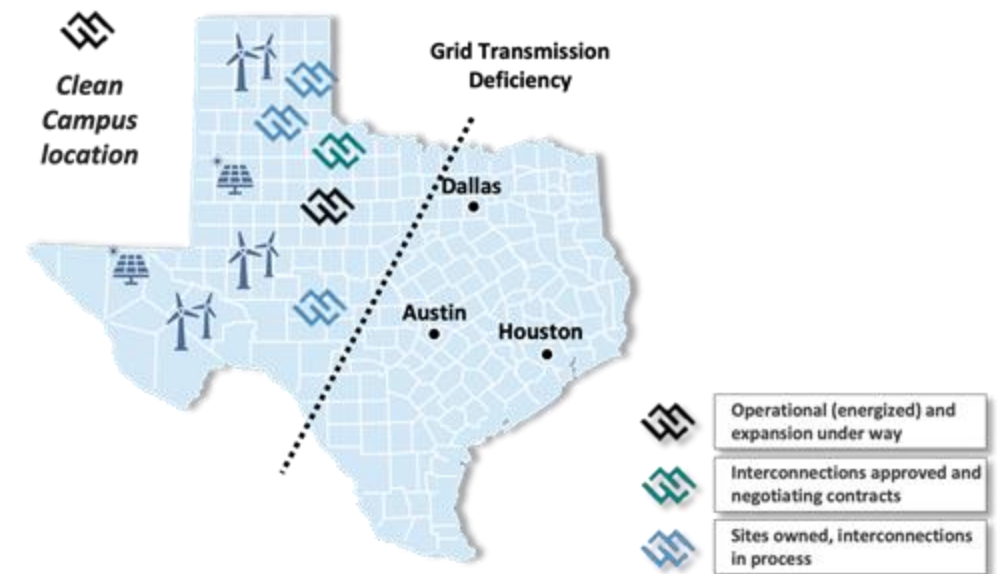 Clean
Campus
location
Grid Transmission
Deficiency
Dallas
Austin
Houston
Operational (energized) and
expansion under way
Interconnections approved and
negotiating contracts
Sites owned, interconnections
in process